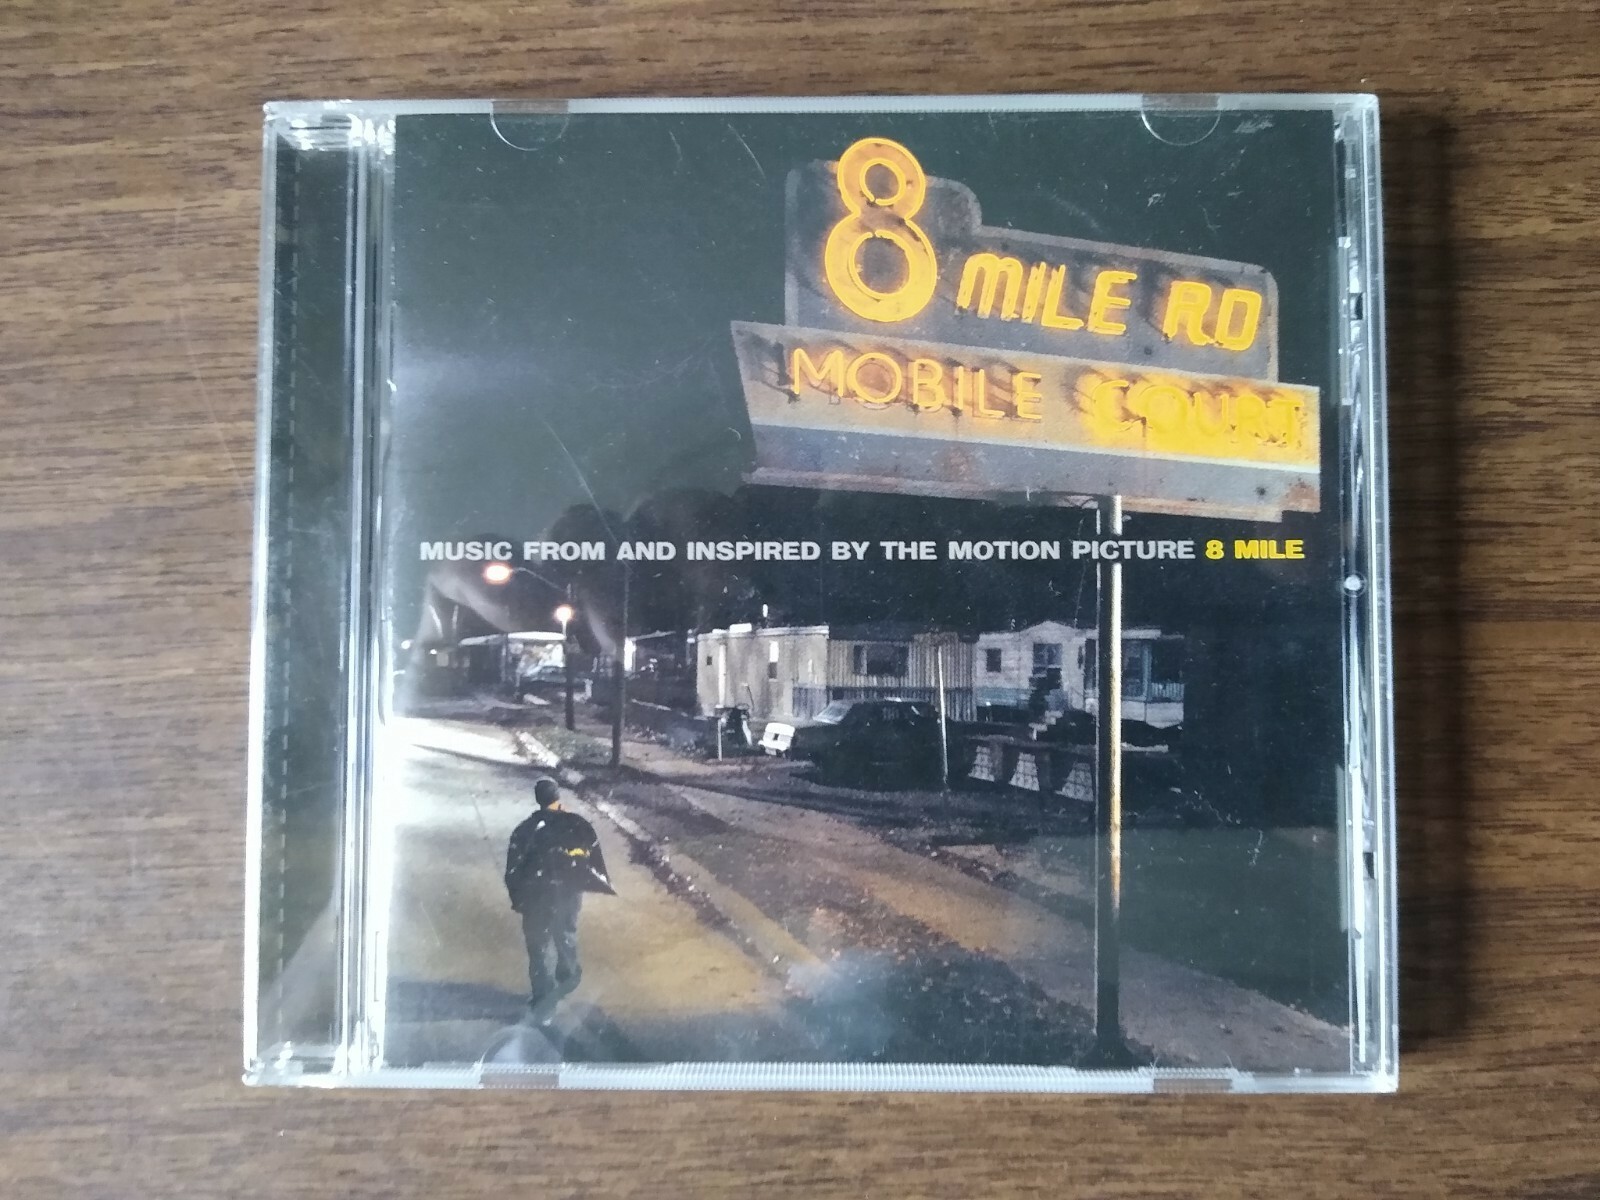 8 MILE RD
MOBILE COURT
MUSIC FROM AND INSPIRED BY THE MOTION PICTURE 8 MILE